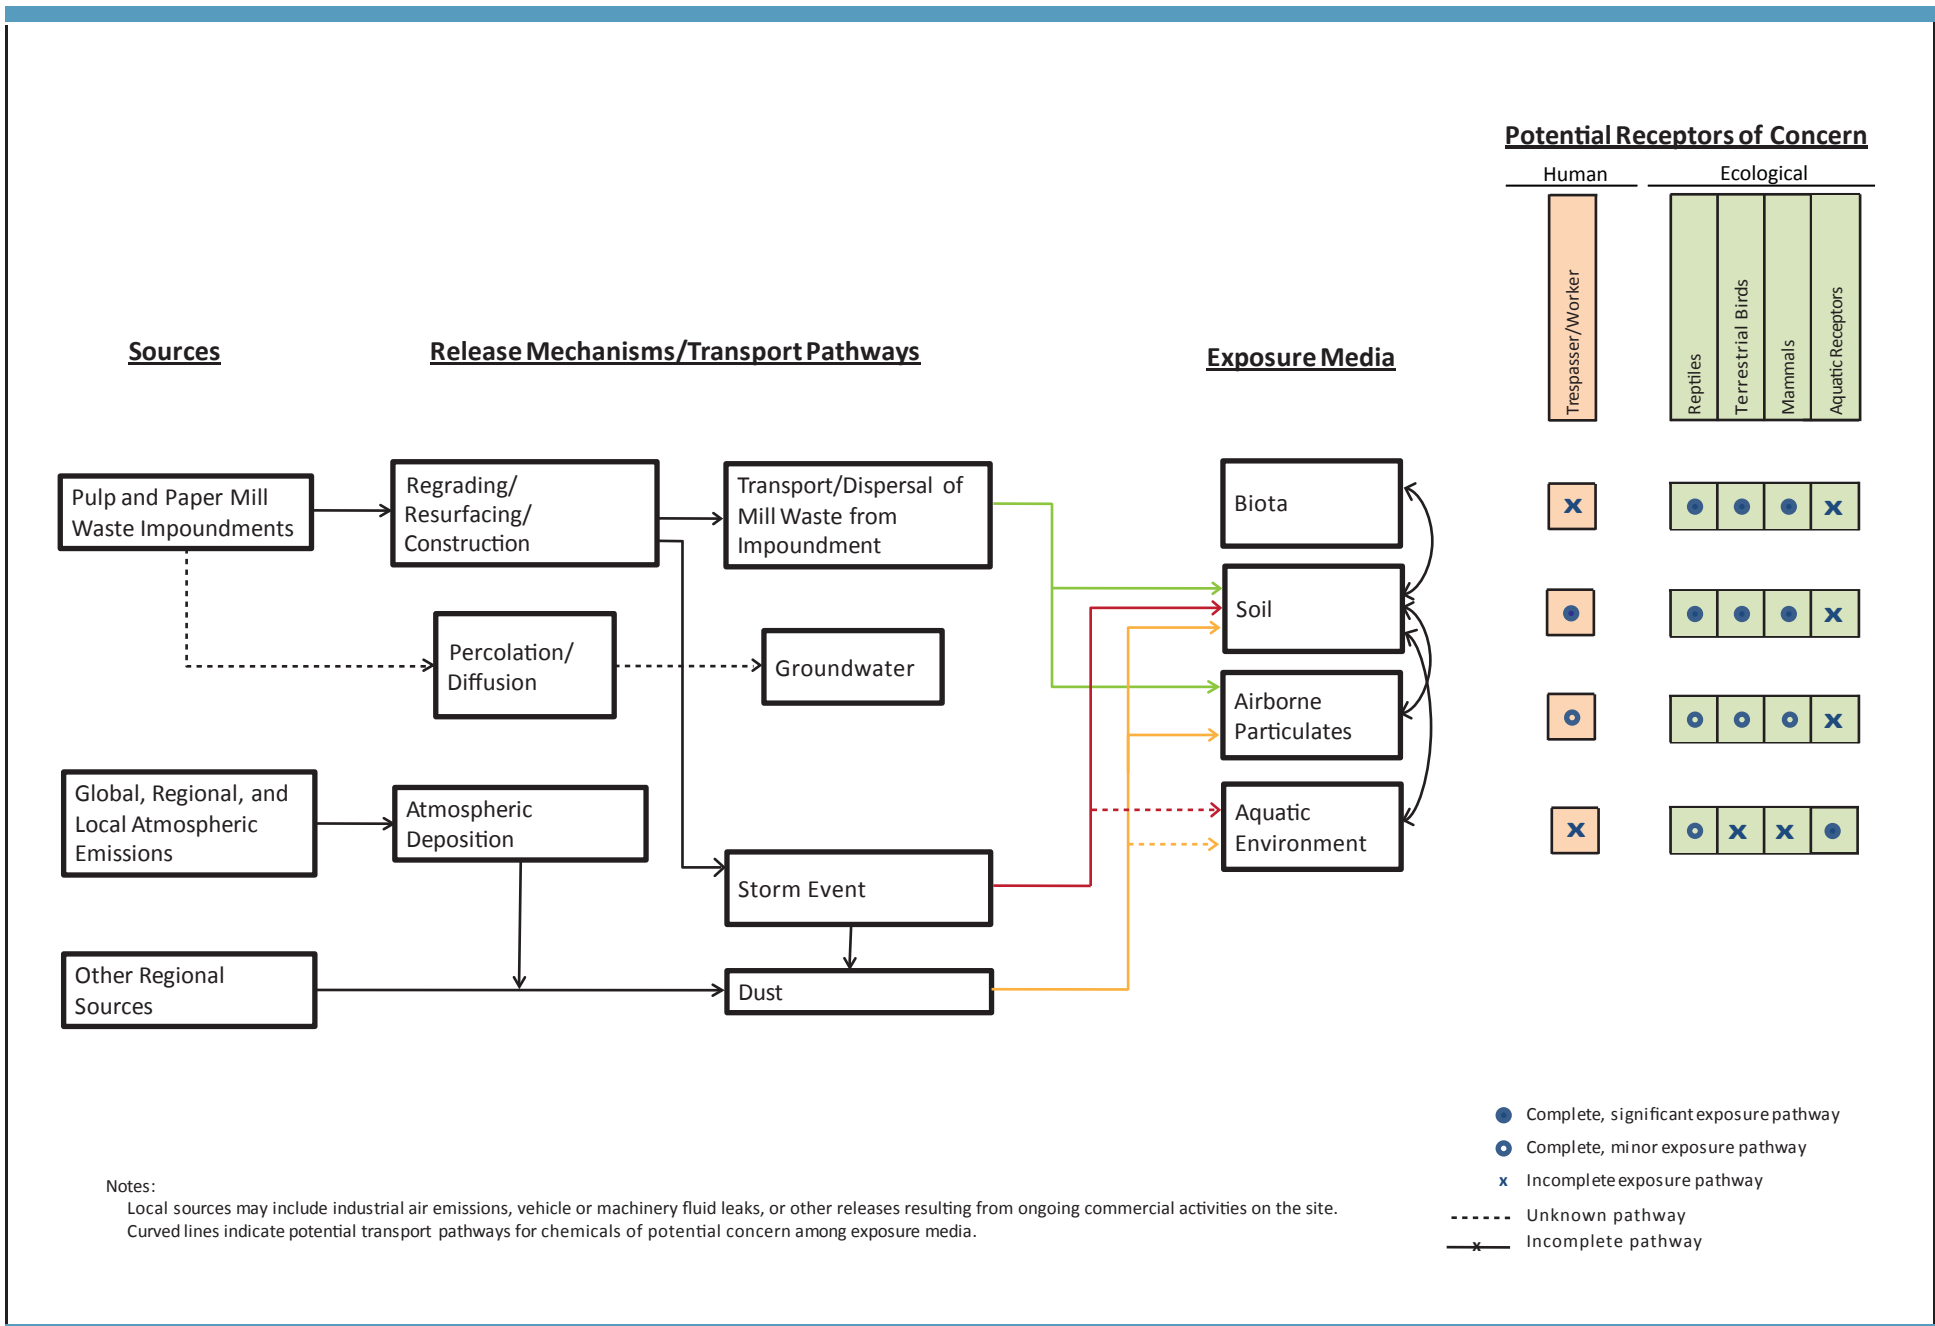 Potential Receptors of Concern
Human
Ecological
Trespasser/Worker
Reptiles
Terrestrial Birds
Mammals
Aquatic Receptors
Sources
Release Mechanisms/Transport Pathways
Exposure Media
Pulp and Paper Mill
Waste Impoundments
Regrading/
Resurfacing/
Construction
Transport/Dispersal of
Mill Waste from
Impoundment
Biota
x
x
Soil
x
Percolation/
Diffusion
Groundwater
Airborne
Particulates
x
Global, Regional, and
Local Atmospheric
Emissions
Atmospheric
Deposition
Aquatic
Environment
x
x
x
Storm Event
Other Regional
Sources
Dust
Complete, significant exposure pathway
Complete, minor exposure pathway
x Incomplete exposure pathway
Unknown pathway
x Incomplete pathway
Notes:
Local sources may include industrial air emissions, vehicle or machinery fluid leaks, or other releases resulting from ongoing commercial activities on the site.
Curved lines indicate potential transport pathways for chemicals of potential concern among exposure media.